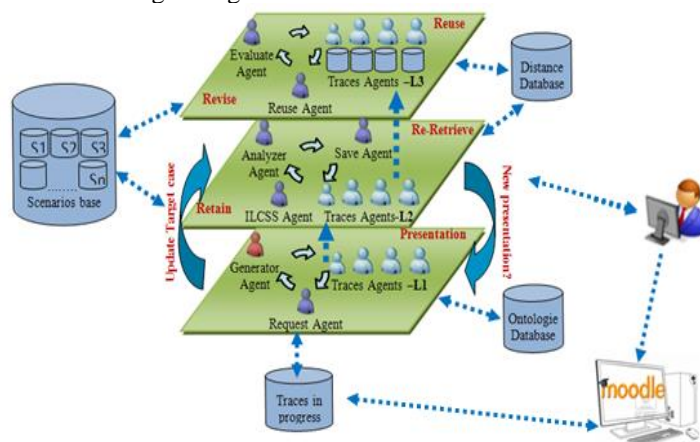 Reuse
Evaluate
Agent
Traces Agents -L3
Revise
Reuse Agent
Distance
Database
S1 S2 S3
Sn
Scenarios base
Analyzer
Agent
Save Agent
Re-Retrieve
Retain
ILCSS Agent
Traces Agents-L2
Update Target case
New presentation?
Presentation
Generator
Agent
Traces Agents -L1
Request Agent
Ontologie
Database
Traces in
progress
moodle